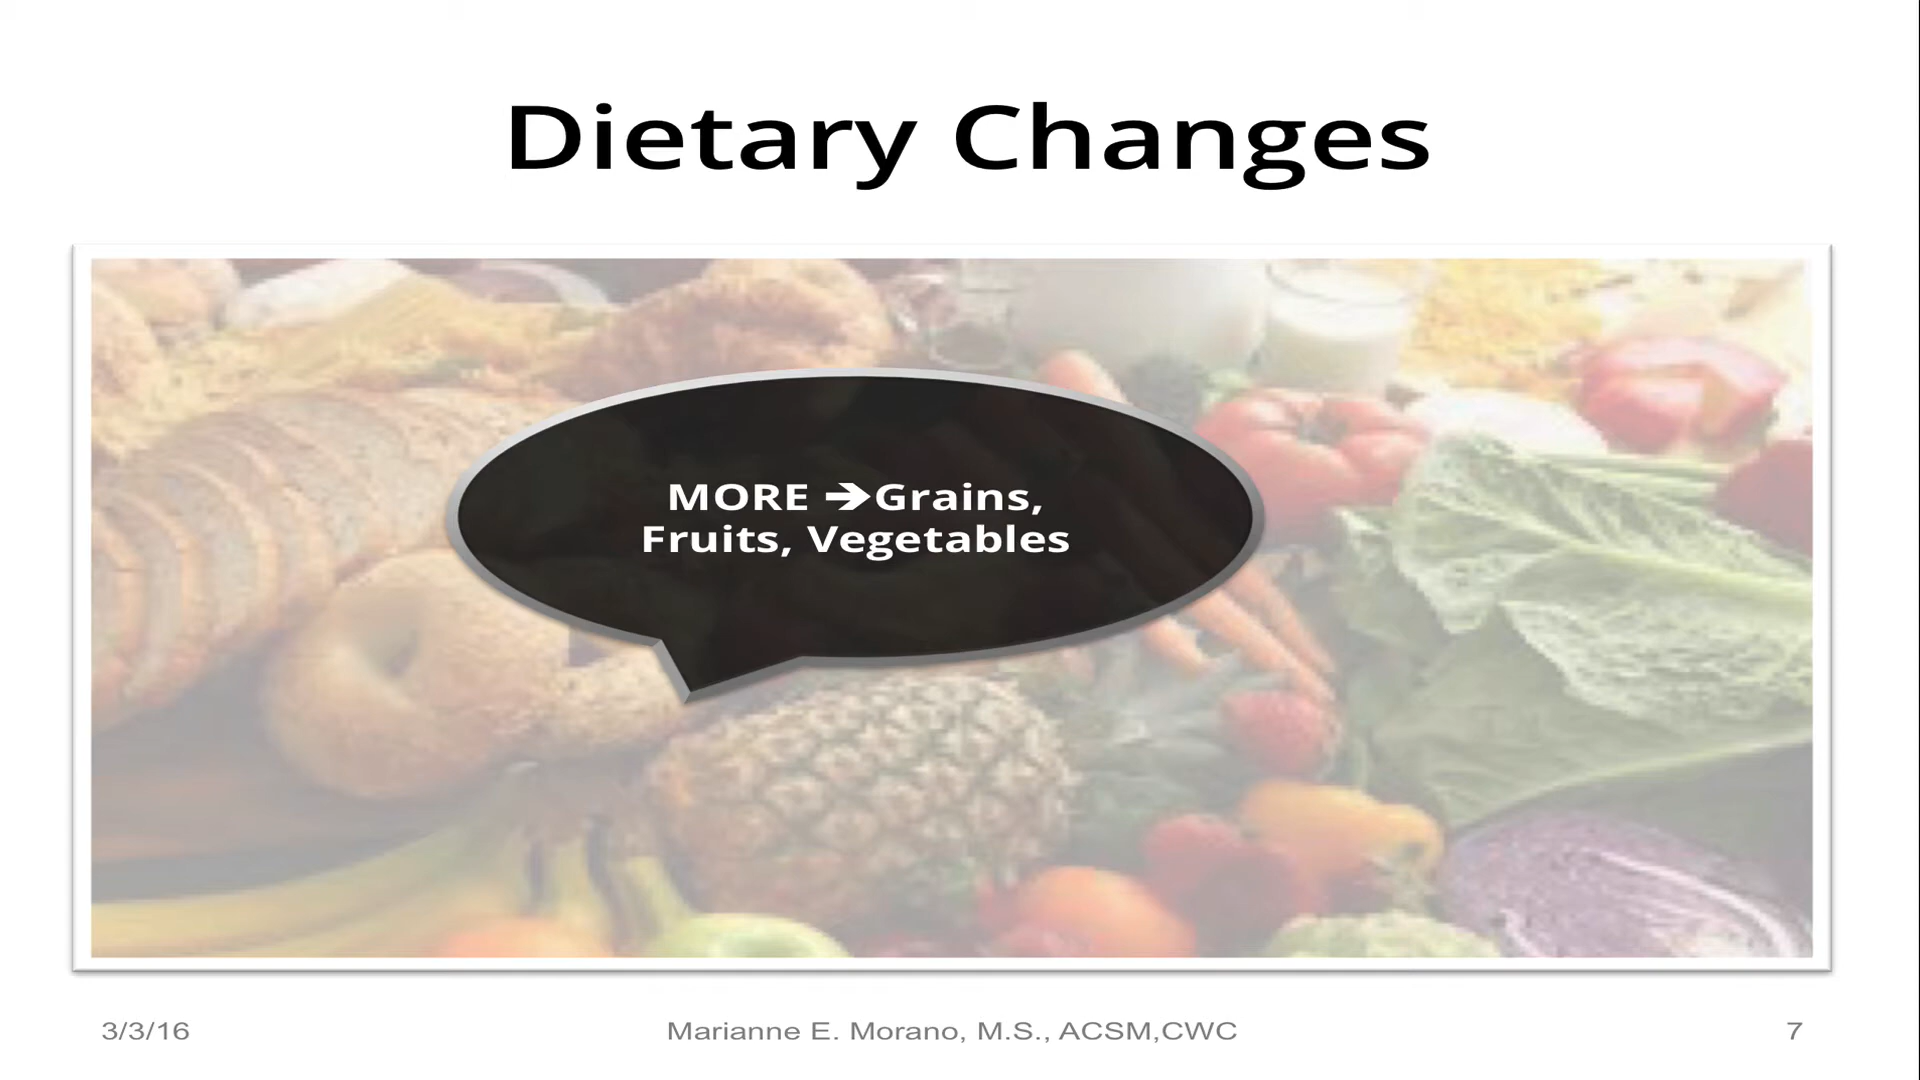 Dietary Changes
MORE ➔Grains,
Fruits, Vegetables
3/3/16
Marianne E. Morano, M.S., ACSM,CWC
7